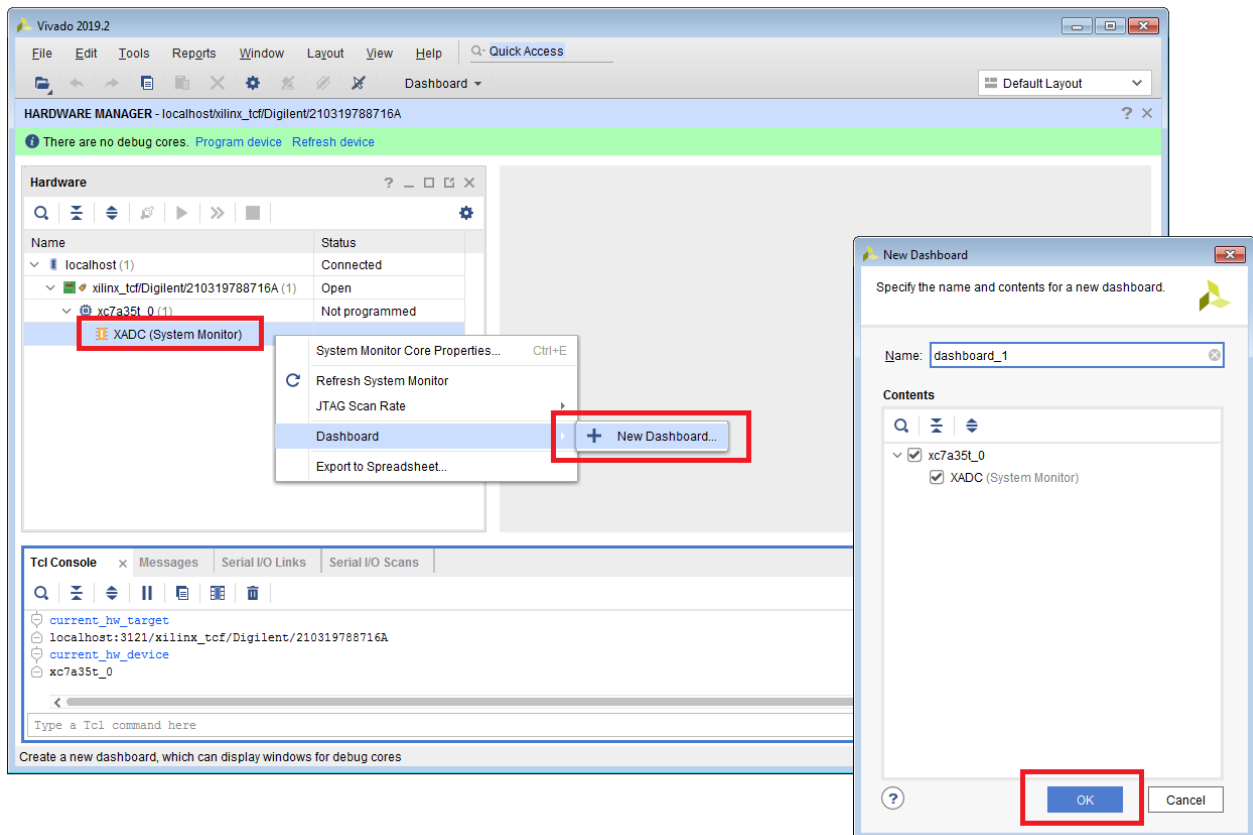 Vivado 2019.2
File Edit Tools Reports Window Layout View Help Quick Access
Dashboard Default Layout
HARDWARE MANAGER - localhost/xilinx_tcf/Digilent/210319788716A ?
There are no debug cores. Program device Refresh device
Hardware ?
Name Status
localhost (1) Connected
xilinx_tcf/Digilent/210319788716A (1) Open
xc7a35t_0 (1) Not programmed
XADC (System Monitor)
System Monitor Core Properties... Ctrl+E
Refresh System Monitor
JTAG Scan Rate
Dashboard
New Dashboard...
Export to Spreadsheet...
Tcl Console Messages Serial I/O Links Serial I/O Scans
current_hw_target
localhost:3121/xilinx_tcf/Digilent/210319788716A
current_hw_device
xc7a35t_0
Type a Tcl command here
Create a new dashboard, which can display windows for debug cores
New Dashboard
Specify the name and contents for a new dashboard.
Name: dashboard_1
Contents
xc7a35t_0
XADC (System Monitor)
? OK Cancel